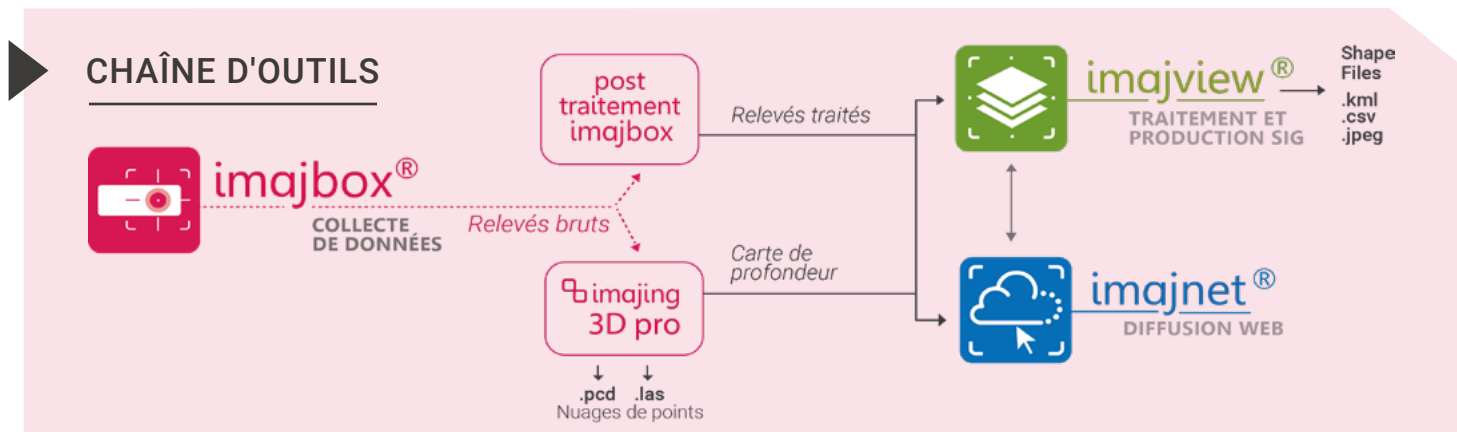 CHAÎNE D'OUTILS
imajbox®
COLLECTE
DE DONNÉES
Relevés bruts
post
traitement
imajbox
Relevés traités
imajing
3D pro
Carte de
profondeur
.pcd .las
Nuages de points
imajview®
TRAITEMENT ET
PRODUCTION SIG
Shape
Files
.kml
.csv
.jpeg
imajnet®
DIFFUSION WEB